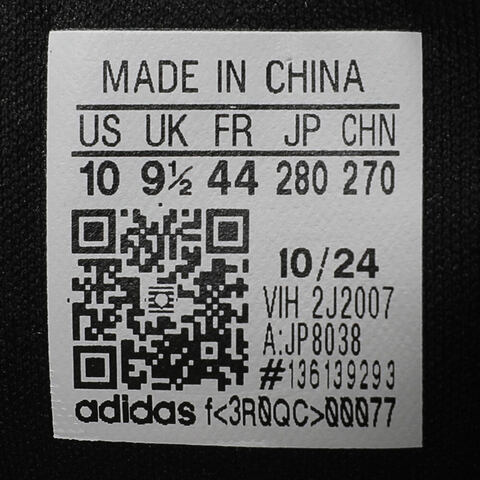 MADE IN CHINA
US UK FR JP CHN
10 9½ 44 280 270
10/24
VIH 2J2007
A:JP8038
#136139293
adidas f<3R0QC>00077